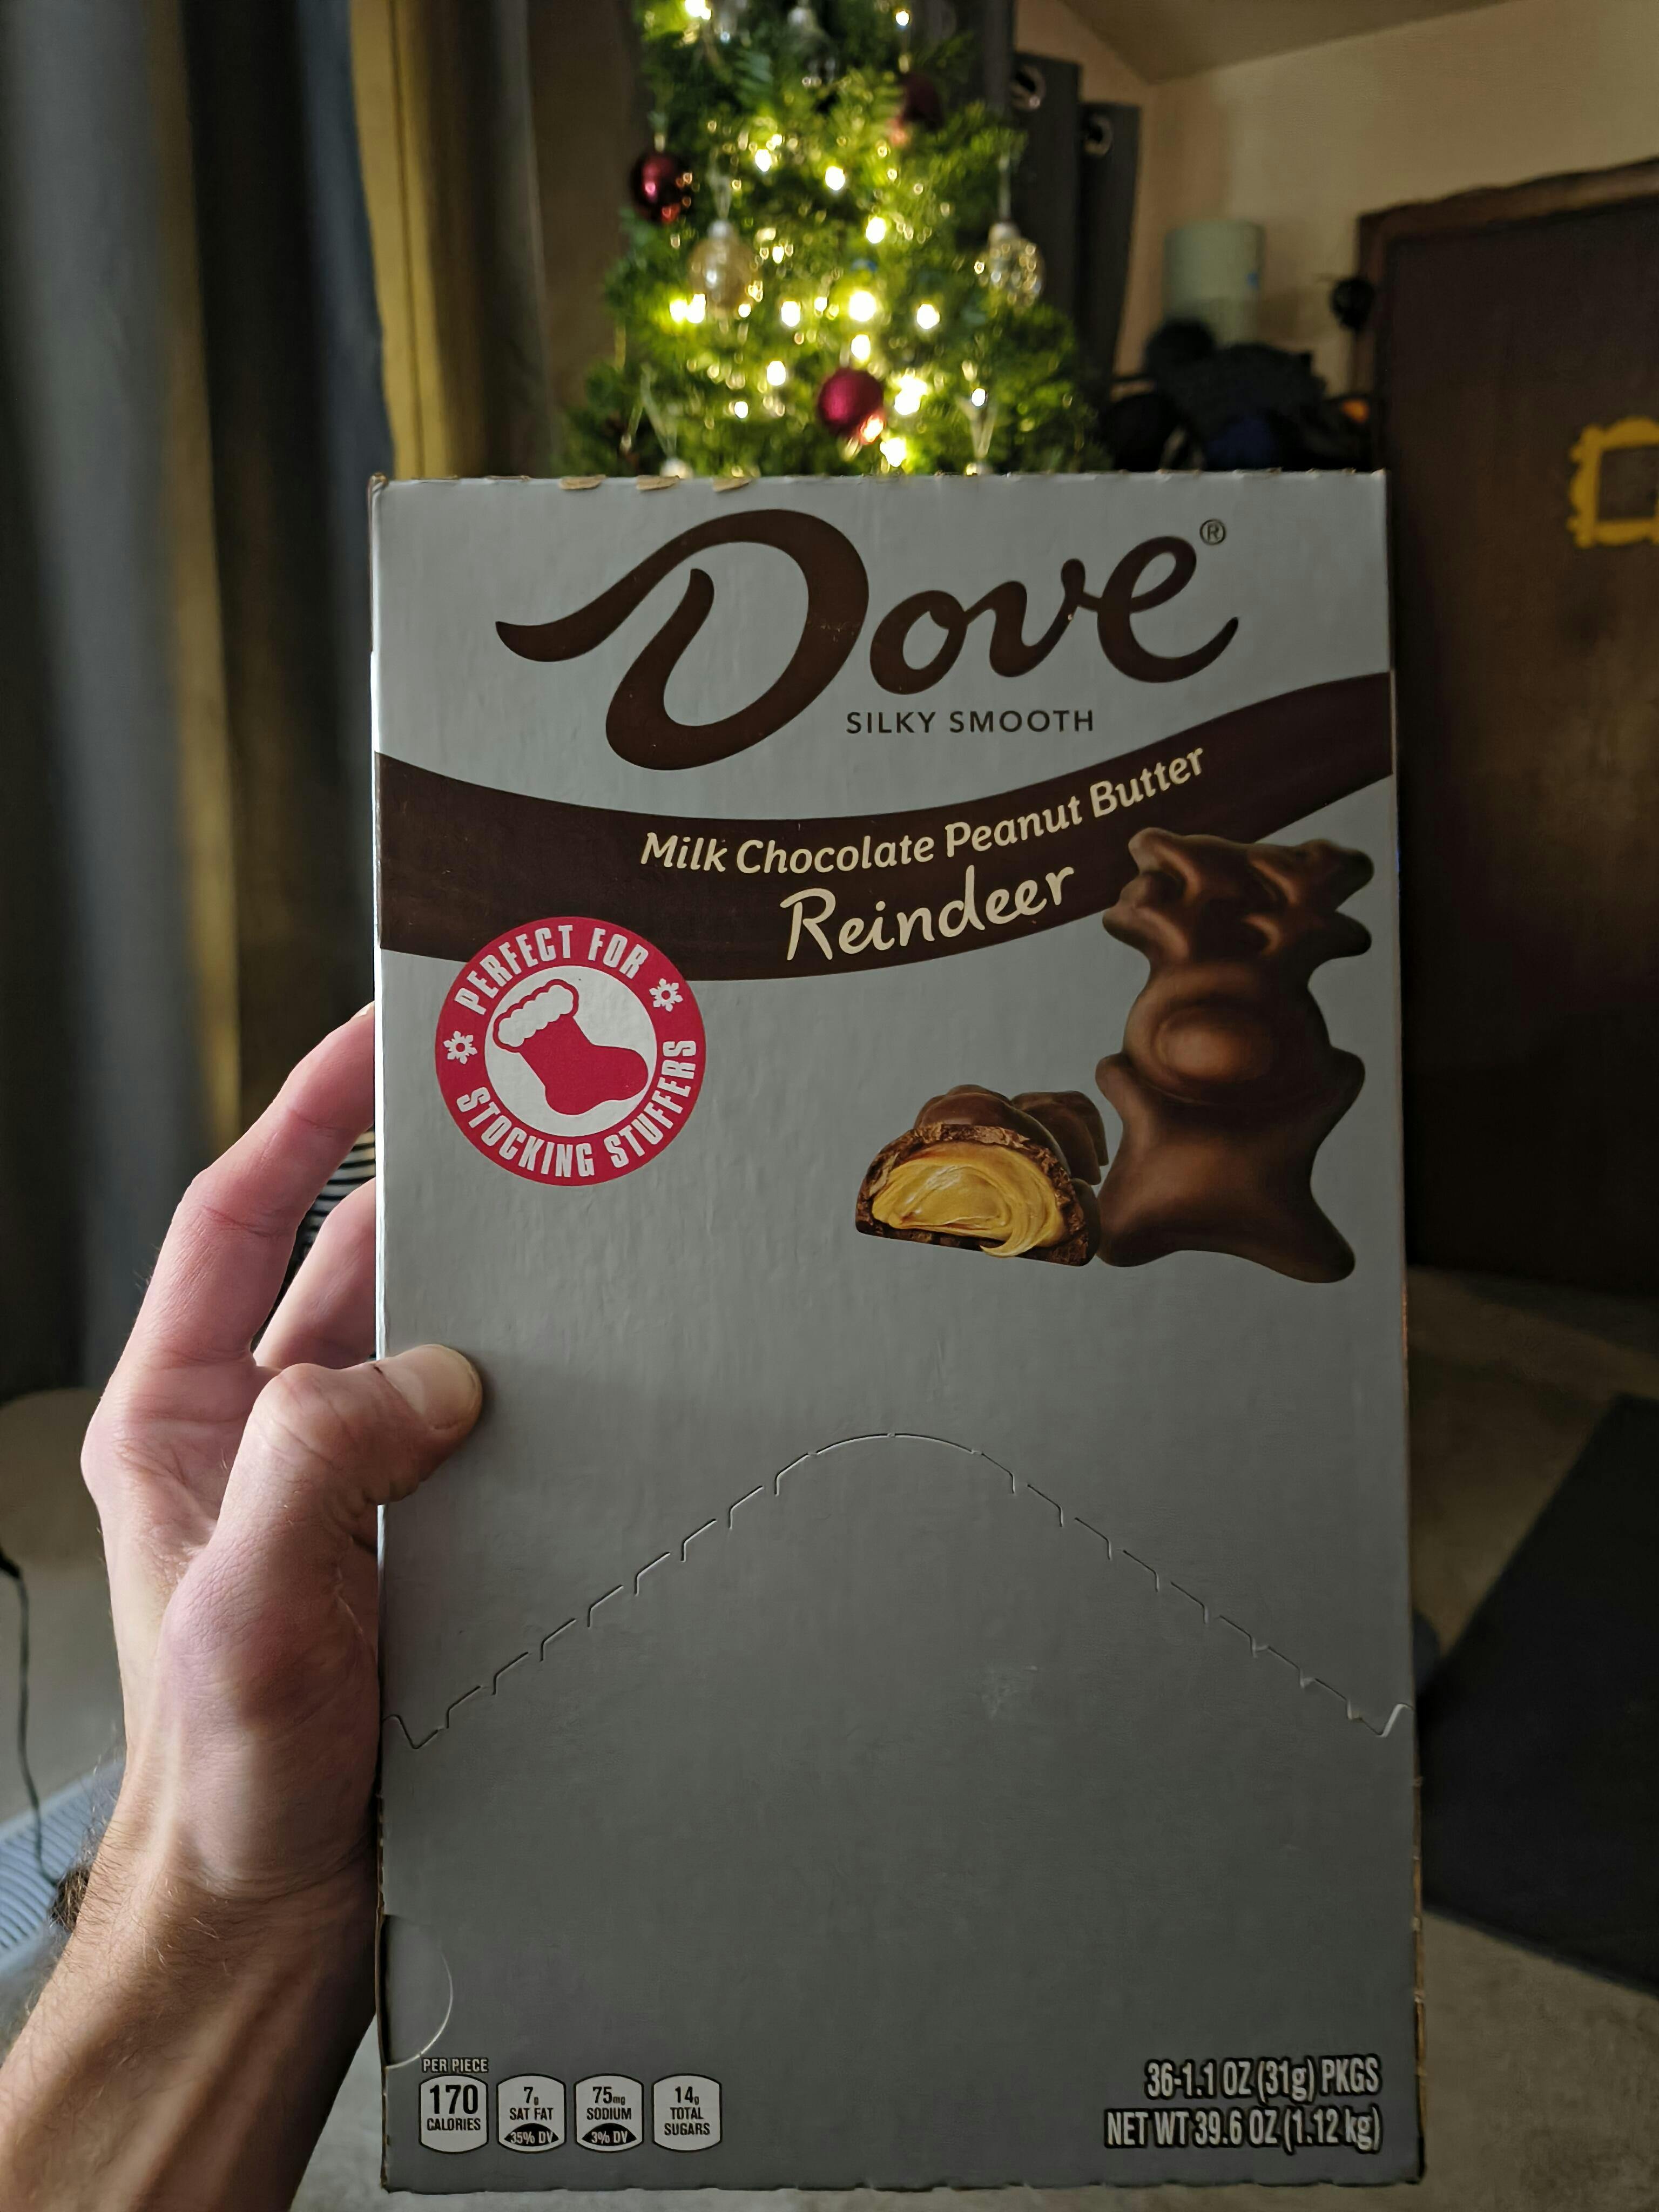 Dove®
SILKY SMOOTH
Milk Chocolate Peanut Butter
Reindeer
PERFECT FOR
STOCKING STUFFERS
PER PIECE
170
CALORIES
7g
SAT FAT
35% DV
75mg
SODIUM
3% DV
14g
TOTAL
SUGARS
36-1.1 OZ (31g) PKGS
NET WT 39.6 OZ (1.12 kg)